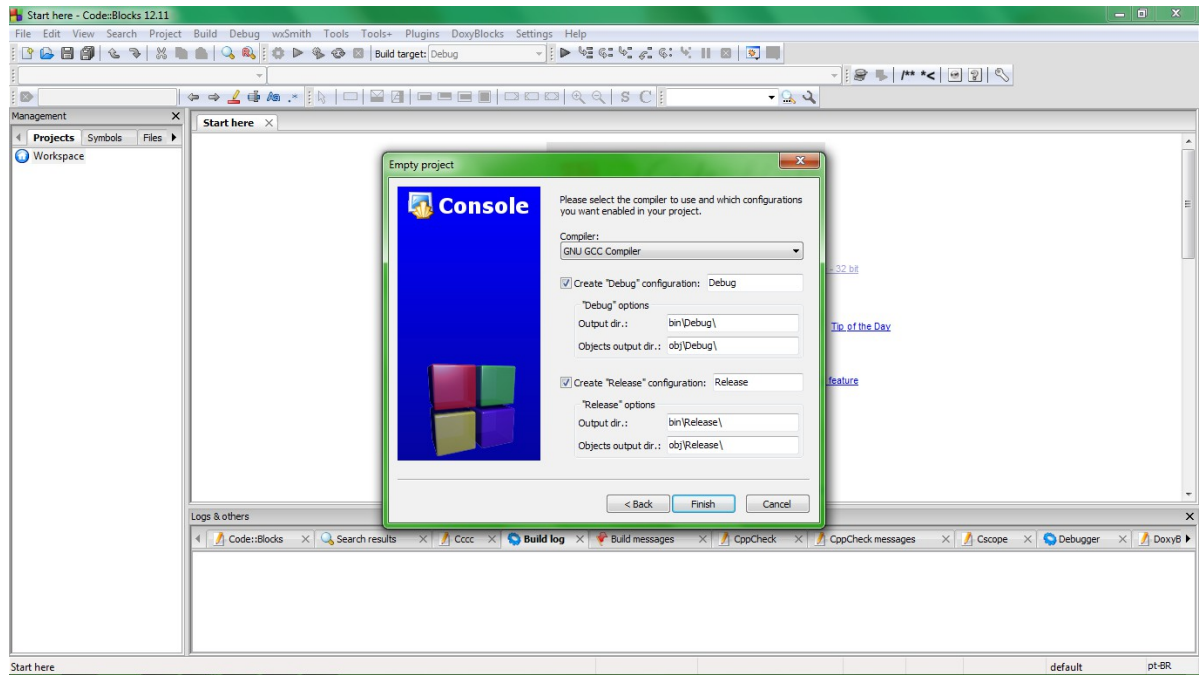 Start here - Code::Blocks 12.11
File Edit View Search Project Build Debug wxSmith Tools Tools+ Plugins DoxyBlocks Settings Help
Build target: Debug
/** *<
S C
Management
Start here
Projects Symbols Files
Workspace
Empty project
Console
Please select the compiler to use and which configurations
you want enabled in your project.
Compiler:
GNU GCC Compiler
Create "Debug" configuration: Debug
"Debug" options
Output dir.: bin\Debug\
Objects output dir.: obj\Debug\
Create "Release" configuration: Release
"Release" options
Output dir.: bin\Release\
Objects output dir.: obj\Release\
< Back Finish Cancel
- 32 bit
Tip of the Day
feature
Logs & others
Code::Blocks Search results Cccc Build log Build messages CppCheck CppCheck messages Cscope Debugger DoxyB
Start here default pt-BR